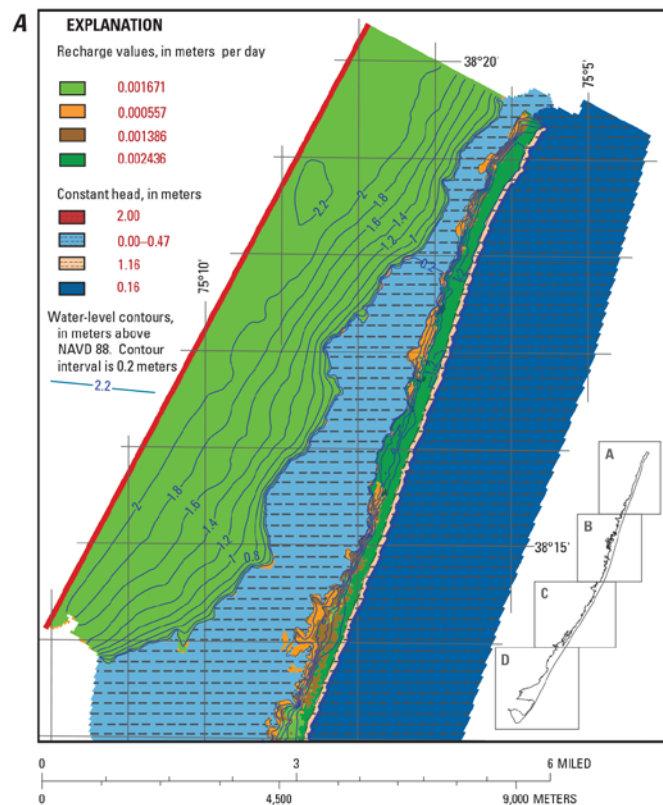 A
EXPLANATION
Recharge values, in meters per day
0.001671
0.000557
0.001386
0.002436
Constant head, in meters
2.00
0.00–0.47
1.16
0.16
Water-level contours,
in meters above
NAVD 88. Contour
interval is 0.2 meters
2.2
38°20'
75°5'
75°10'
38°15'
2.2
2
1.8
1.6
1.4
1.2
1
0.2
2
1.8
1.6
1.4
1.2
1
0.8
A
B
C
D
0 3 6 MILED
0 4,500 9,000 METERS